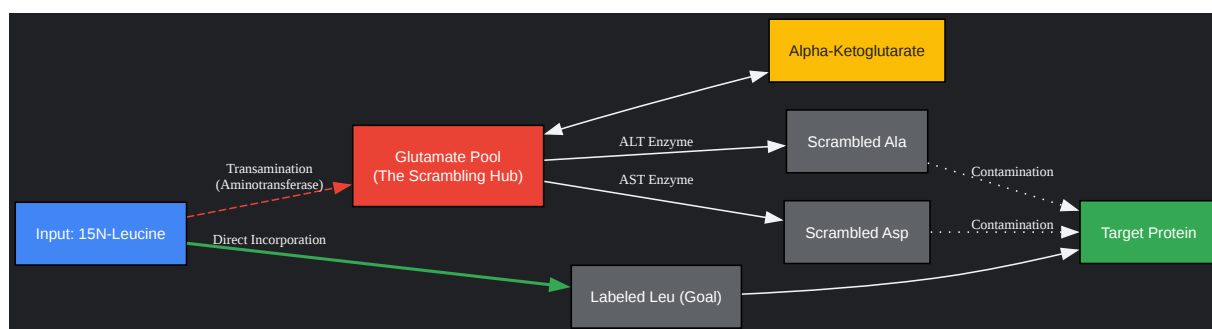 Alpha-Ketoglutarate
ALT Enzyme
Scrambled Ala
Transamination
(Aminotransferase)
Glutamate Pool
(The Scrambling Hub)
Contamination
AST Enzyme
Input: 15N-Leucine
Direct Incorporation
Scrambled Asp
Contamination
Target Protein
Labeled Leu (Goal)